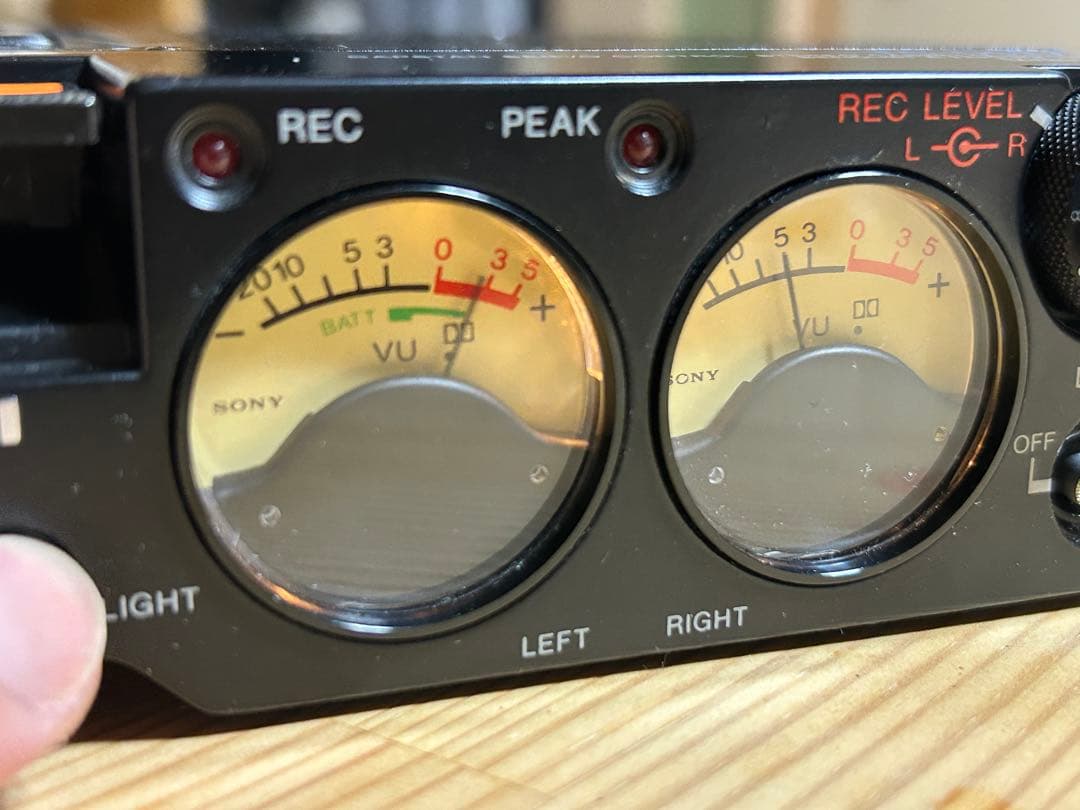 REC
PEAK
REC LEVEL
L R
20 10 5 3 0 3 5
− +
BATT
VU
SONY
10 5 3 0 3 5
+
VU
SONY
OFF
LIGHT
LEFT
RIGHT